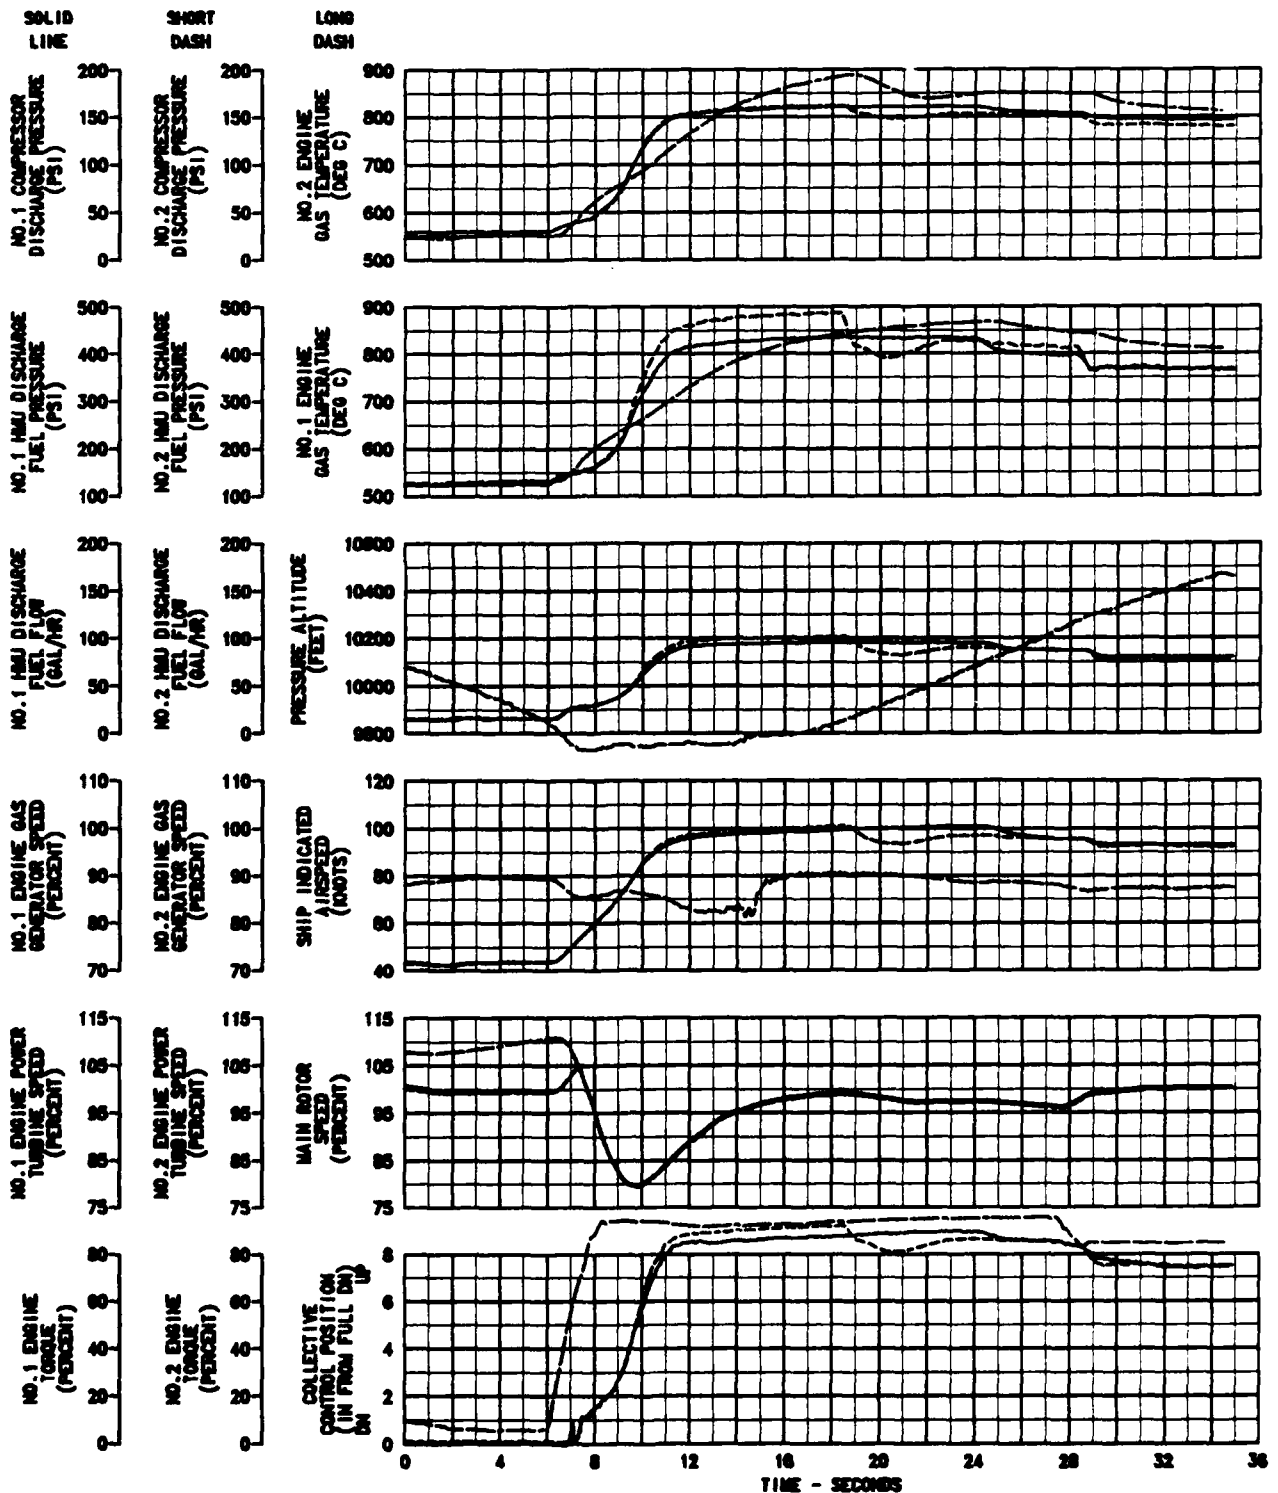 SOLID LINE
SHORT DASH
LONG DASH
NO.1 COMPRESSOR
DISCHARGE PRESSURE
(PSI)
200
150
100
50
0
NO.2 COMPRESSOR
DISCHARGE PRESSURE
(PSI)
200
150
100
50
0
NO.2 ENGINE
GAS TEMPERATURE
(DEG C)
900
800
700
600
500
NO.1 HMU DISCHARGE
FUEL PRESSURE
(PSI)
500
400
300
200
100
NO.2 HMU DISCHARGE
FUEL PRESSURE
(PSI)
500
400
300
200
100
NO.1 ENGINE
GAS TEMPERATURE
(DEG C)
900
800
700
600
500
NO.1 HMU DISCHARGE
FUEL FLOW
(GAL/HR)
200
150
100
50
0
NO.2 HMU DISCHARGE
FUEL FLOW
(GAL/HR)
200
150
100
50
0
PRESSURE ALTITUDE
(FEET)
10600
10400
10200
10000
9800
NO.1 ENGINE GAS
GENERATOR SPEED
(PERCENT)
110
100
90
80
70
NO.2 ENGINE GAS
GENERATOR SPEED
(PERCENT)
110
100
90
80
70
SHIP INDICATED
AIRSPEED
(KNOTS)
120
100
80
60
40
NO.1 ENGINE POWER
TURBINE SPEED
(PERCENT)
115
105
95
85
75
NO.2 ENGINE POWER
TURBINE SPEED
(PERCENT)
115
105
95
85
75
MAIN ROTOR
SPEED
(PERCENT)
115
105
95
85
75
NO.1 ENGINE
TORQUE
(PERCENT)
80
60
40
20
0
NO.2 ENGINE
TORQUE
(PERCENT)
80
60
40
20
0
COLLECTIVE
CONTROL POSITION
(IN FROM FULL DN)
DN UP
8
6
4
2
0
0 4 8 12 16 20 24 28 32 36
TIME - SECONDS